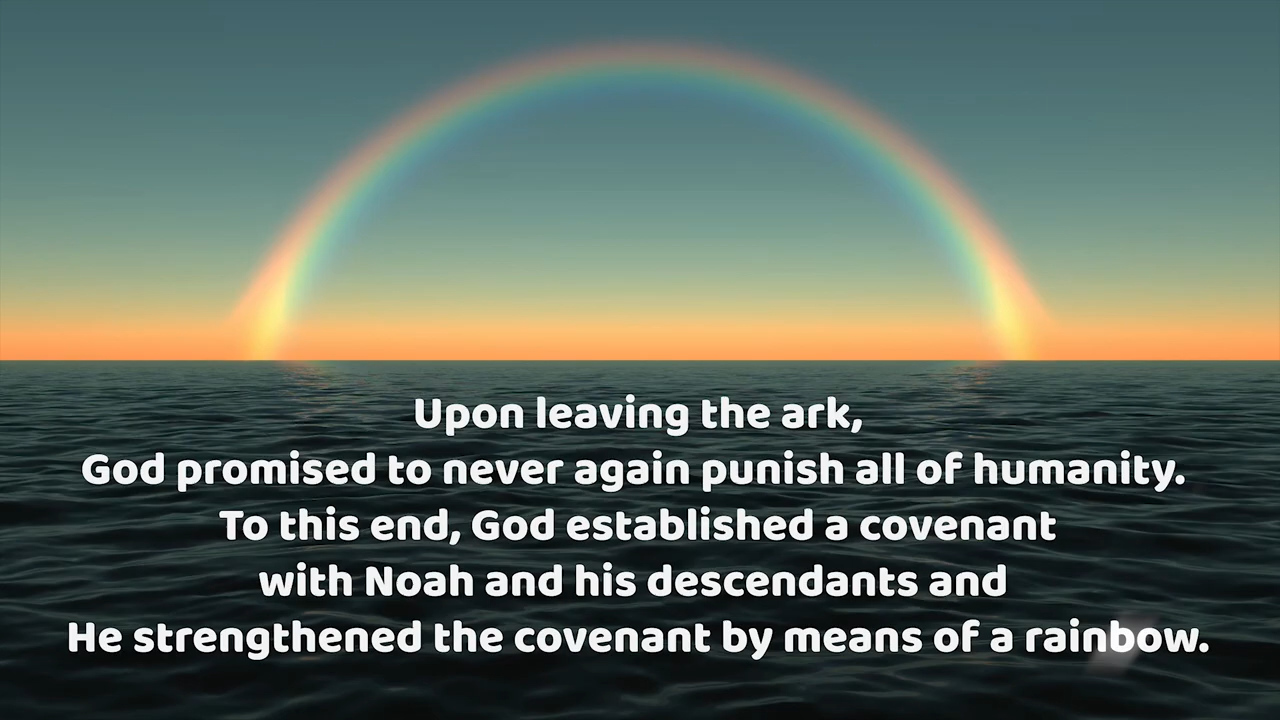 Upon leaving the ark,
God promised to never again punish all of humanity.
To this end, God established a covenant
with Noah and his descendants and
He strengthened the covenant by means of a rainbow.